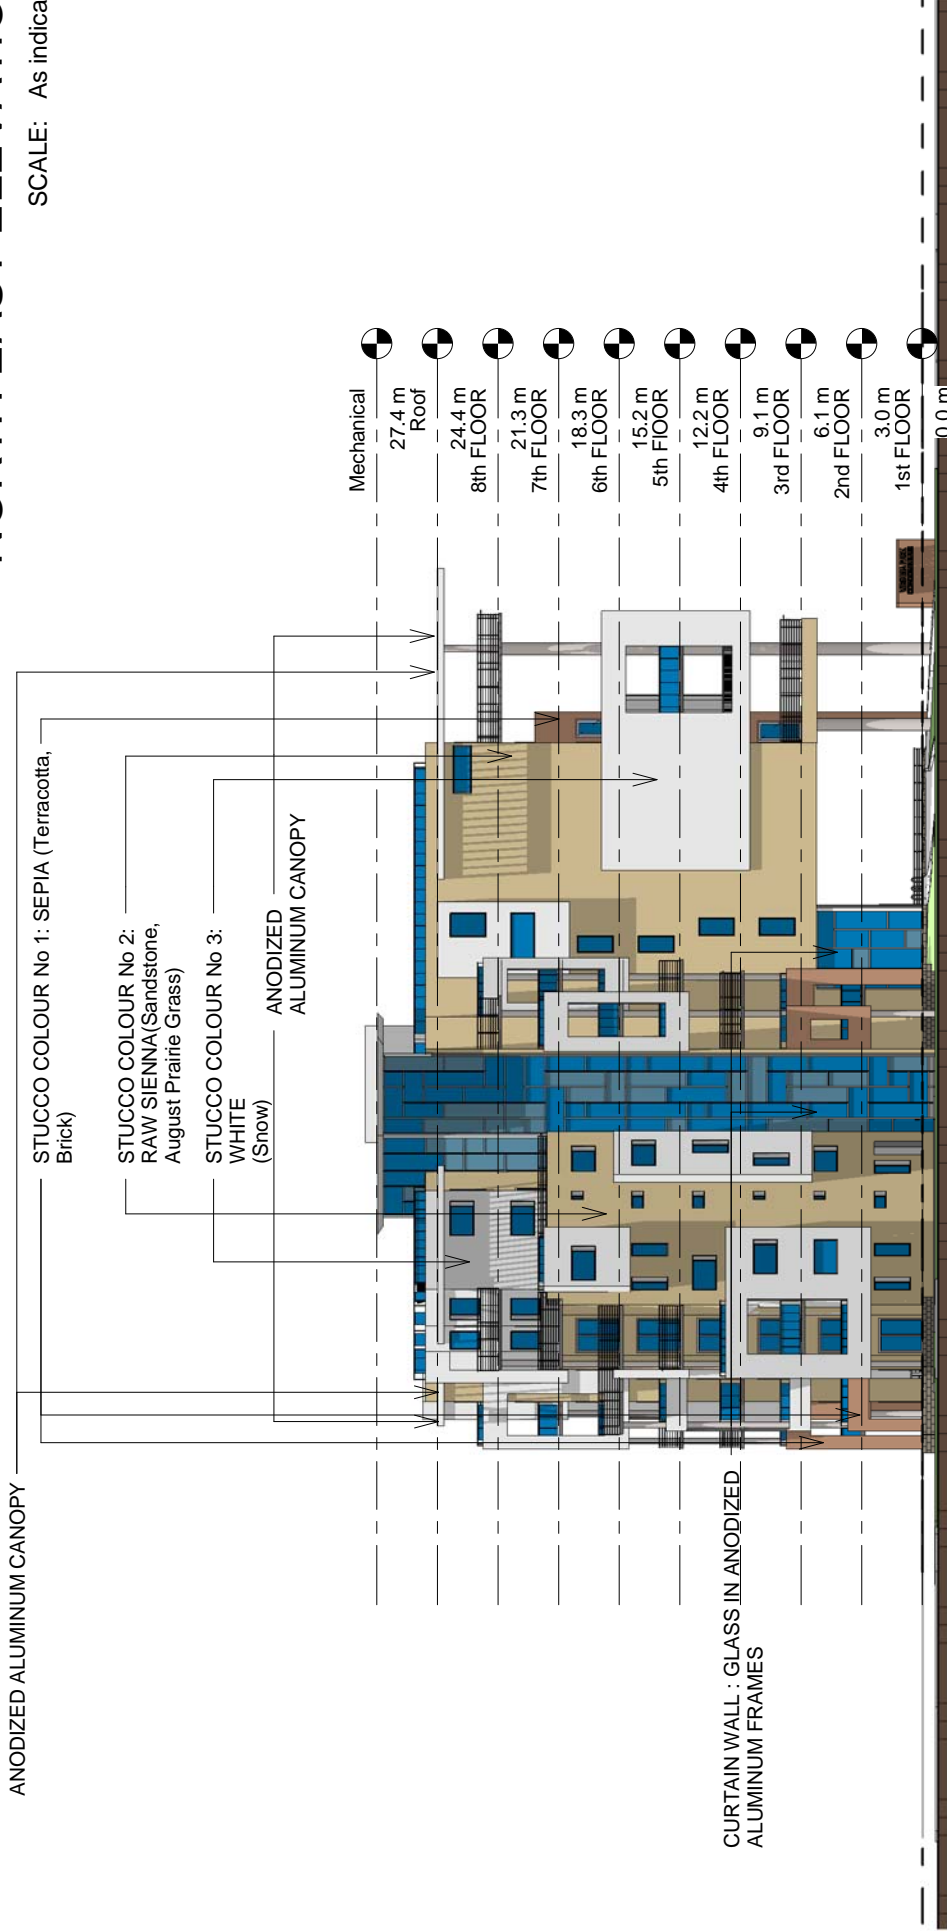 SCALE: As indica
ANODIZED ALUMINUM CANOPY
STUCCO COLOUR No 1: SEPIA (Terracotta,
Brick)
STUCCO COLOUR No 2:
RAW SIENNA(Sandstone,
August Prairie Grass)
STUCCO COLOUR No 3:
WHITE
(Snow)
ANODIZED
ALUMINUM CANOPY
Mechanical
27.4 m
Roof
24.4 m
8th FLOOR
21.3 m
7th FLOOR
18.3 m
6th FLOOR
15.2 m
5th FlOOR
12.2 m
4th FLOOR
9.1 m
3rd FLOOR
6.1 m
2nd FLOOR
3.0 m
1st FLOOR
0.0 m
CURTAIN WALL : GLASS IN ANODIZED
ALUMINUM FRAMES